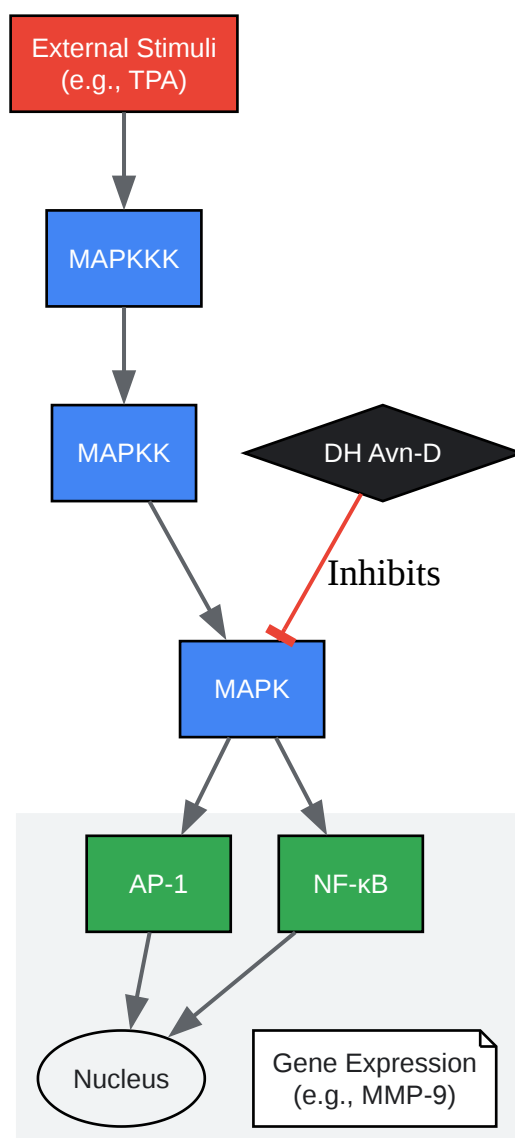 External Stimuli
(e.g., TPA)
MAPKKK
MAPKK
DH Avn-D
Inhibits
MAPK
AP-1
NF-κB
Nucleus
Gene Expression
(e.g., MMP-9)